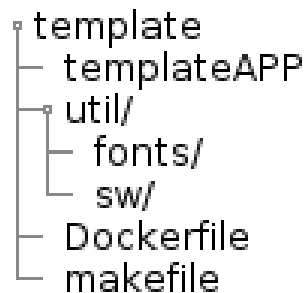 template
templateAPP
util/
fonts/
sw/
Dockerfile
makefile